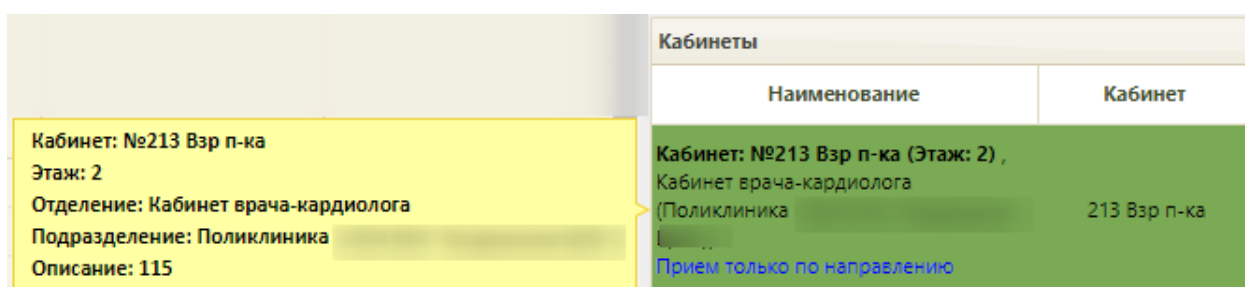 Кабинеты
Наименование Кабинет
Кабинет: №213 Взр п-ка
Этаж: 2
Отделение: Кабинет врача-кардиолога
Подразделение: Поликлиника
Описание: 115
Кабинет: №213 Взр п-ка (Этаж: 2) ,
Кабинет врача-кардиолога
(Поликлиника
Прием только по направлению
213 Взр п-ка